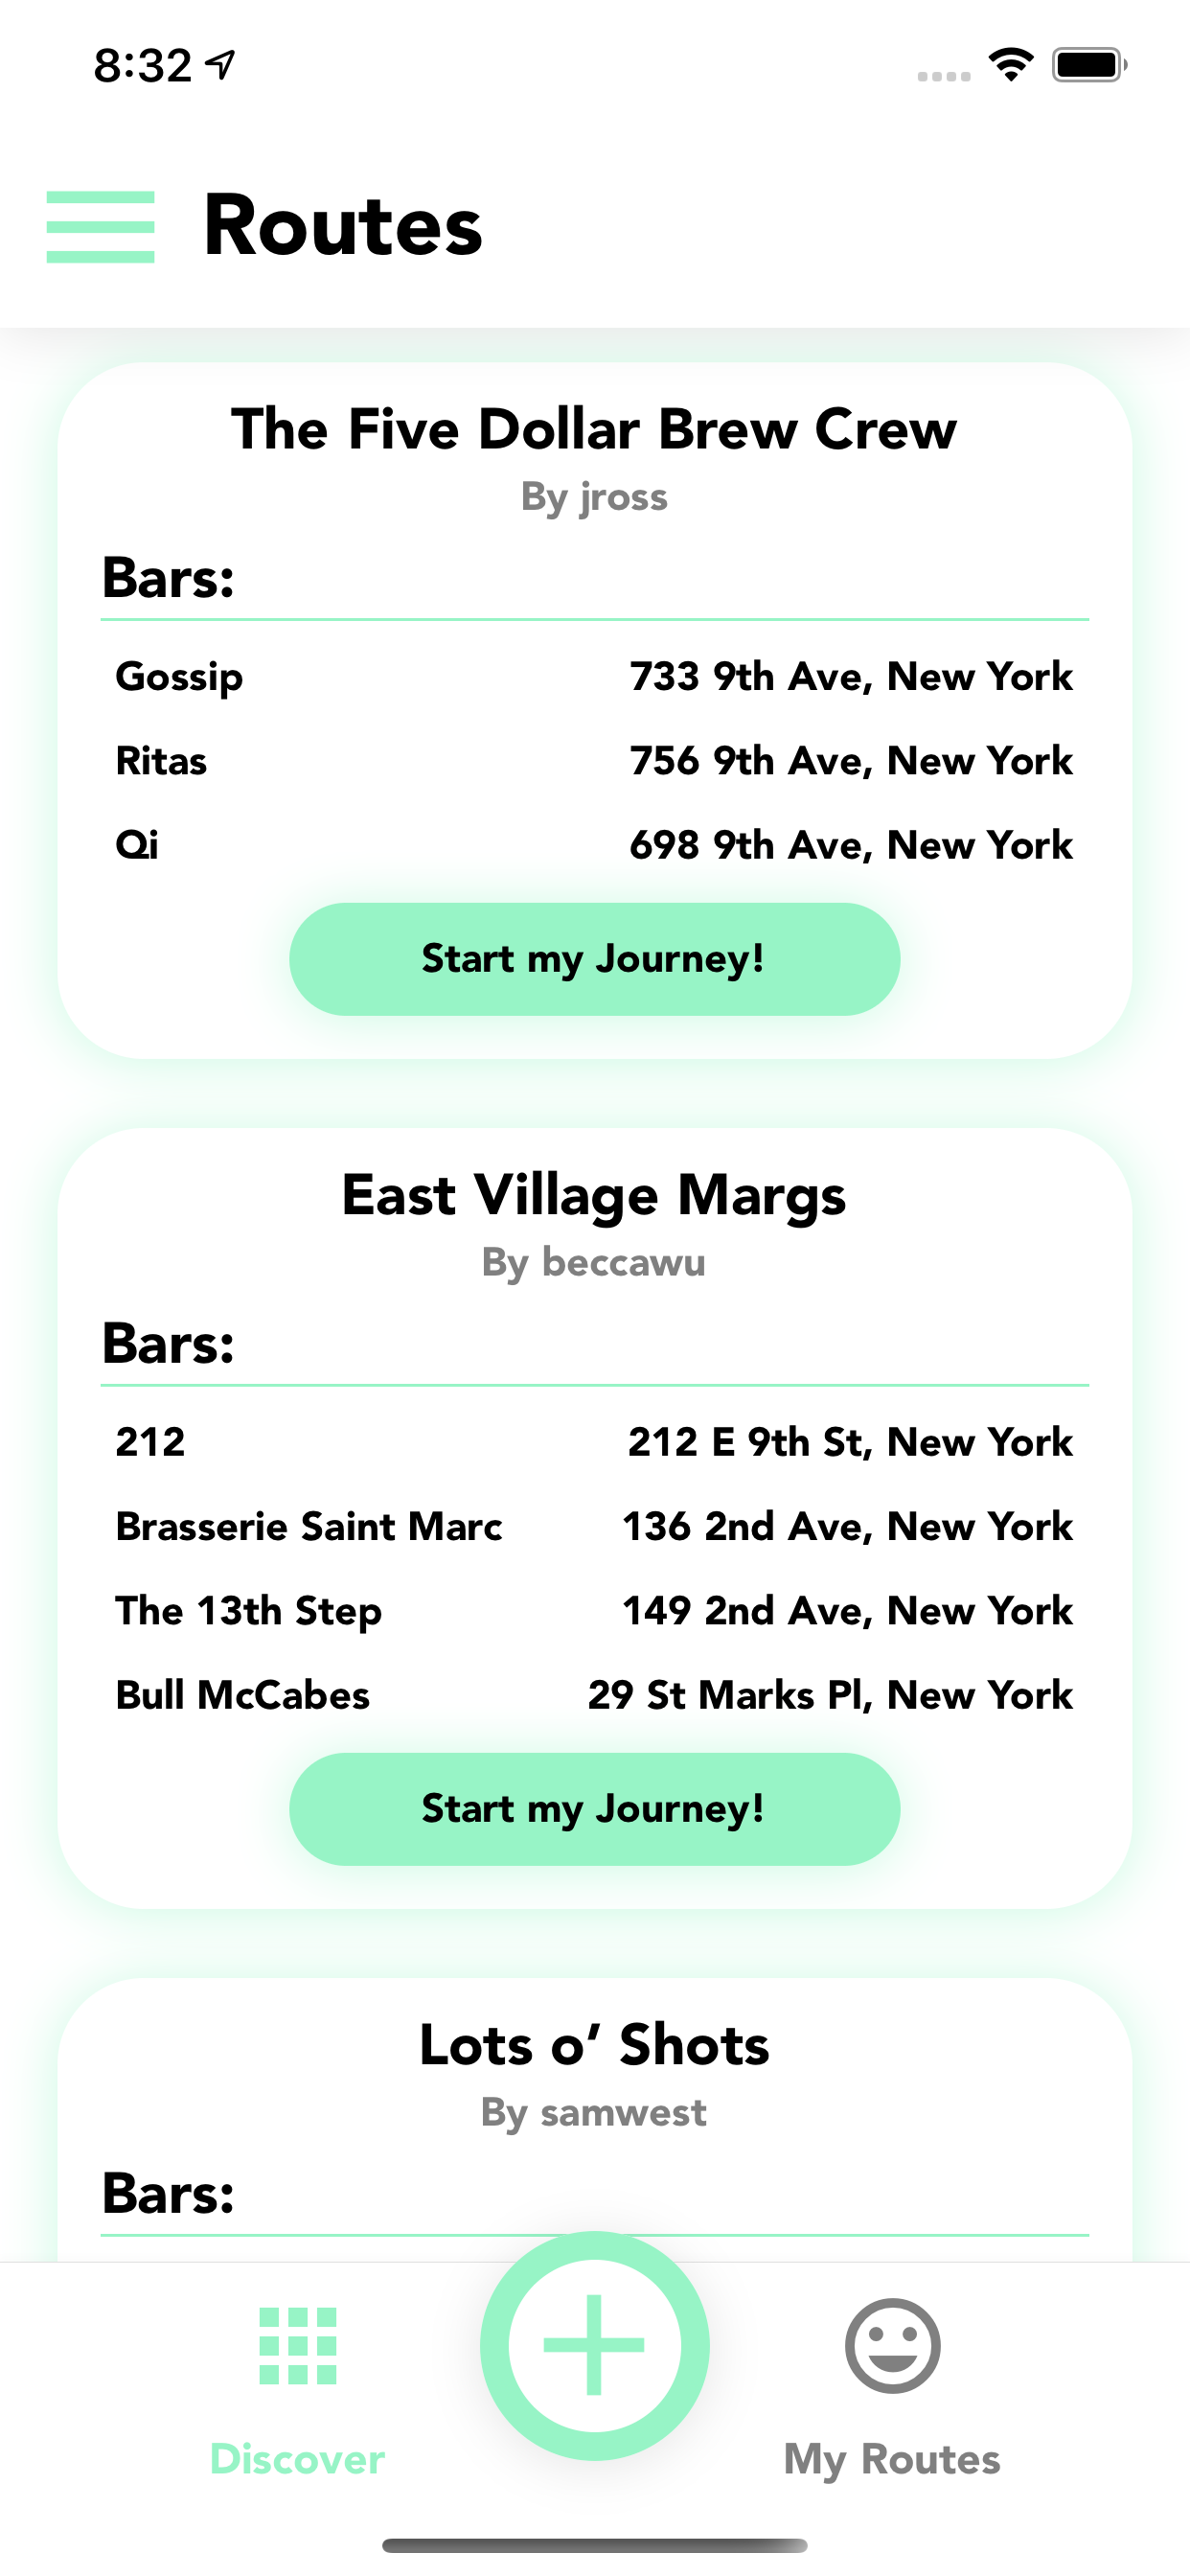 8:32
Routes
The Five Dollar Brew Crew
By jross
Bars:
Gossip 733 9th Ave, New York
Ritas 756 9th Ave, New York
Qi 698 9th Ave, New York
Start my Journey!
East Village Margs
By beccawu
Bars:
212 212 E 9th St, New York
Brasserie Saint Marc 136 2nd Ave, New York
The 13th Step 149 2nd Ave, New York
Bull McCabes 29 St Marks Pl, New York
Start my Journey!
Lots o’ Shots
By samwest
Bars:
Discover My Routes